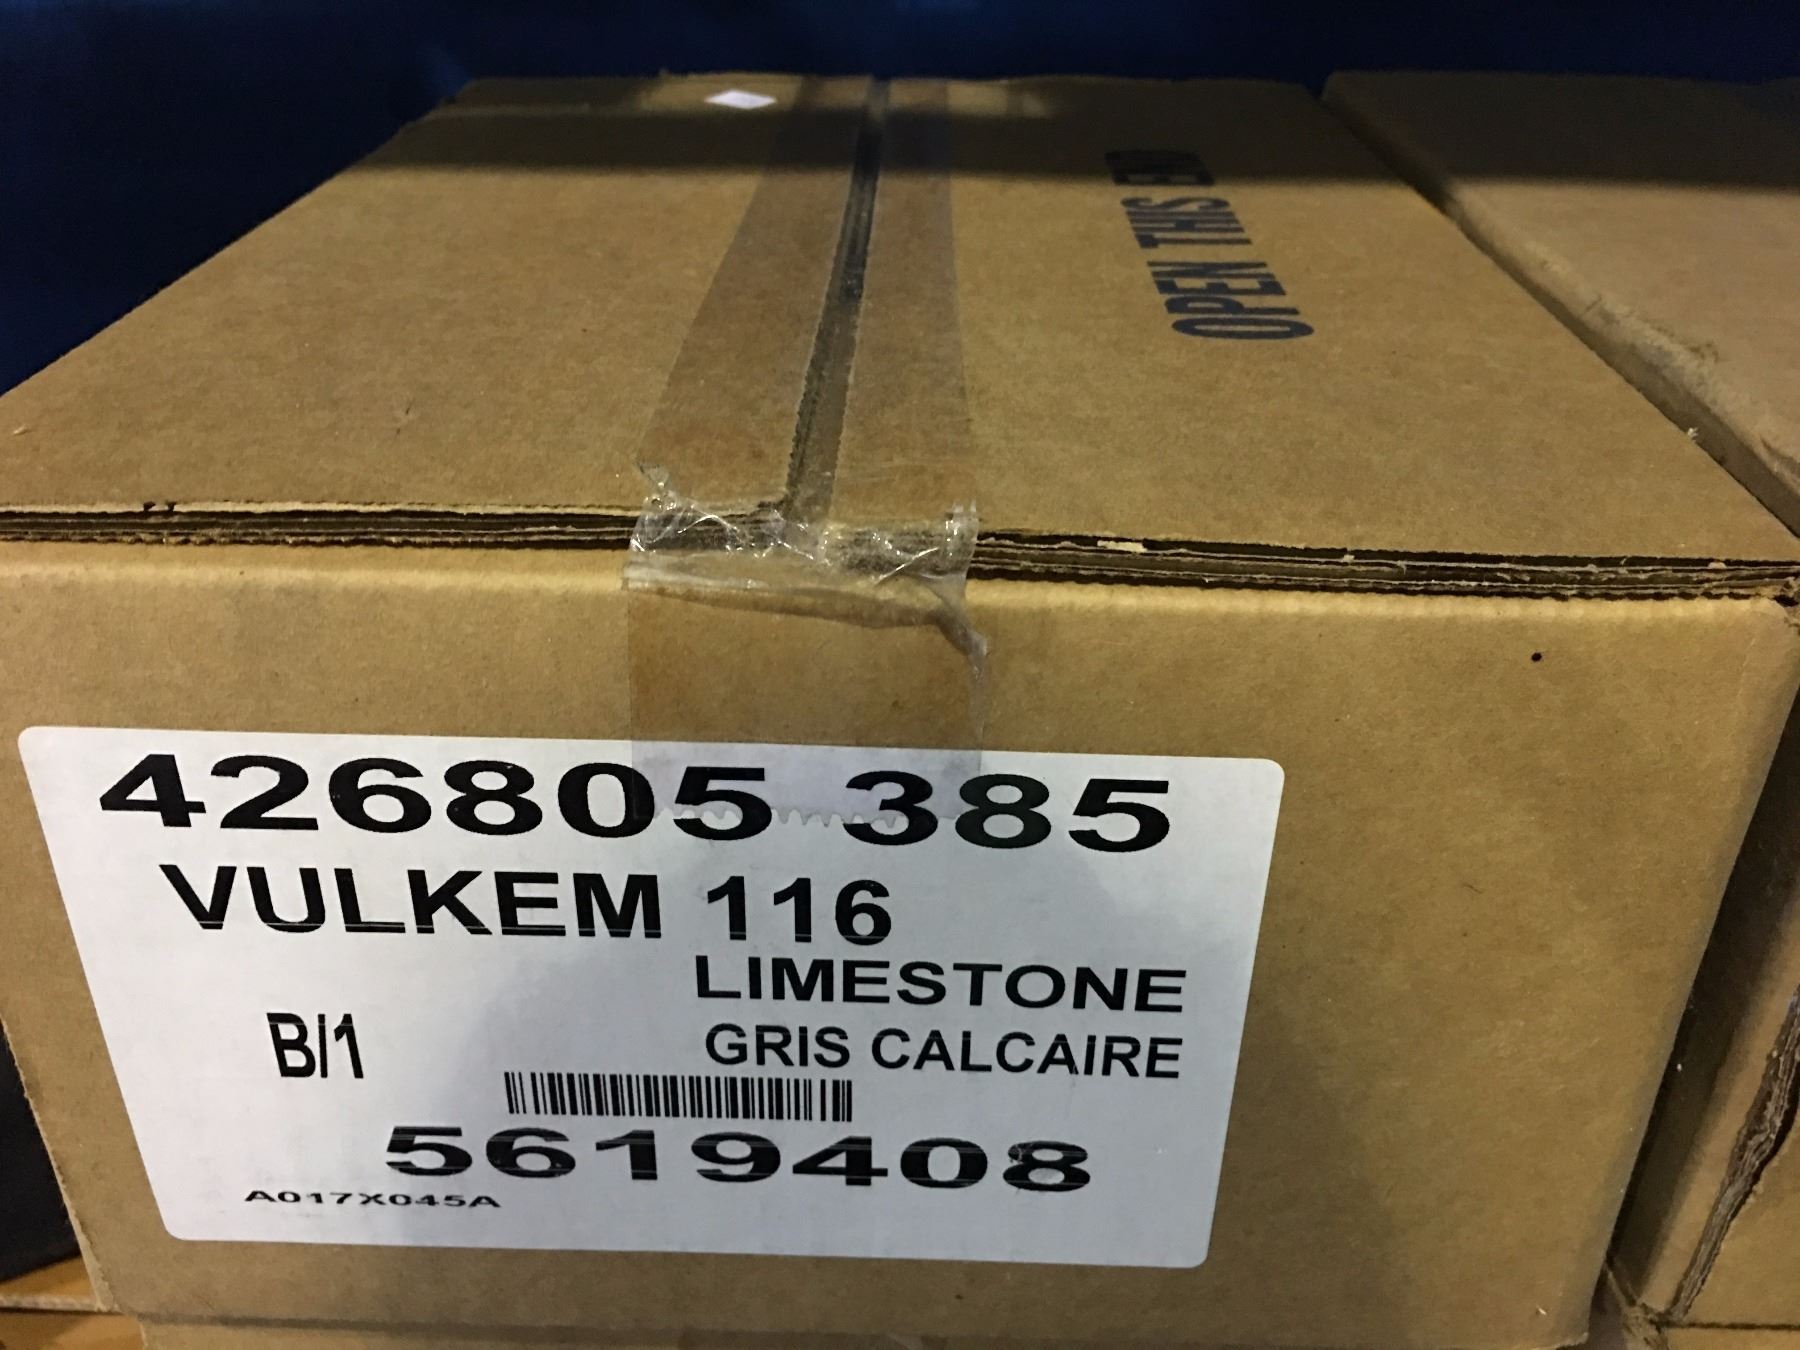 OPEN THIS END
426805 385
VULKEM 116
LIMESTONE
B/1
GRIS CALCAIRE
5619408
A017X045A